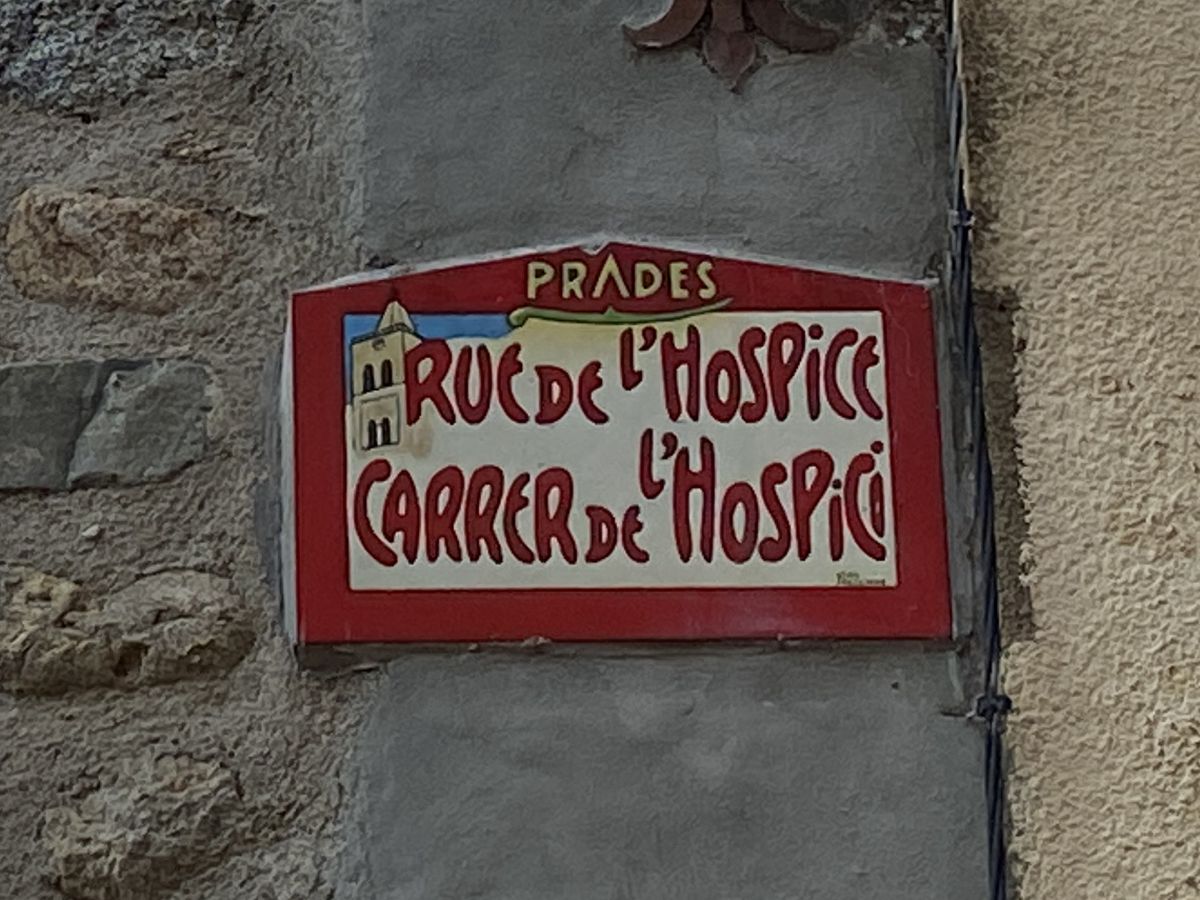 PRADES
RUE DE L'HOSPICE
CARRER DE L'HOSPICI